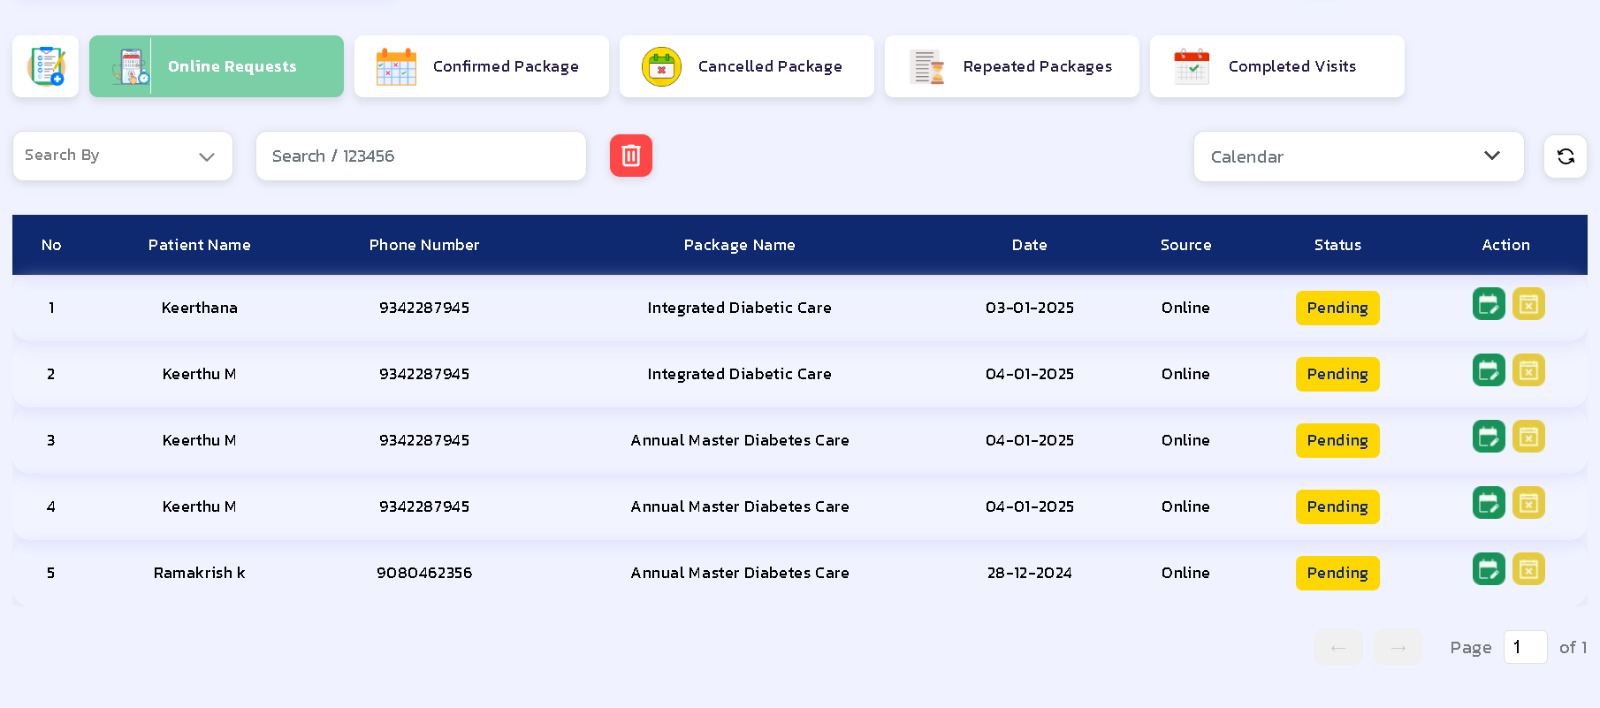 Online Requests
Confirmed Package
Cancelled Package
Repeated Packages
Completed Visits
Search By
Search / 123456
Calendar
No Patient Name Phone Number Package Name Date Source Status Action
1 Keerthana 9342287945 Integrated Diabetic Care 03-01-2025 Online Pending
2 Keerthu M 9342287945 Integrated Diabetic Care 04-01-2025 Online Pending
3 Keerthu M 9342287945 Annual Master Diabetes Care 04-01-2025 Online Pending
4 Keerthu M 9342287945 Annual Master Diabetes Care 04-01-2025 Online Pending
5 Ramakrish k 9080462356 Annual Master Diabetes Care 28-12-2024 Online Pending
← → Page 1 of 1